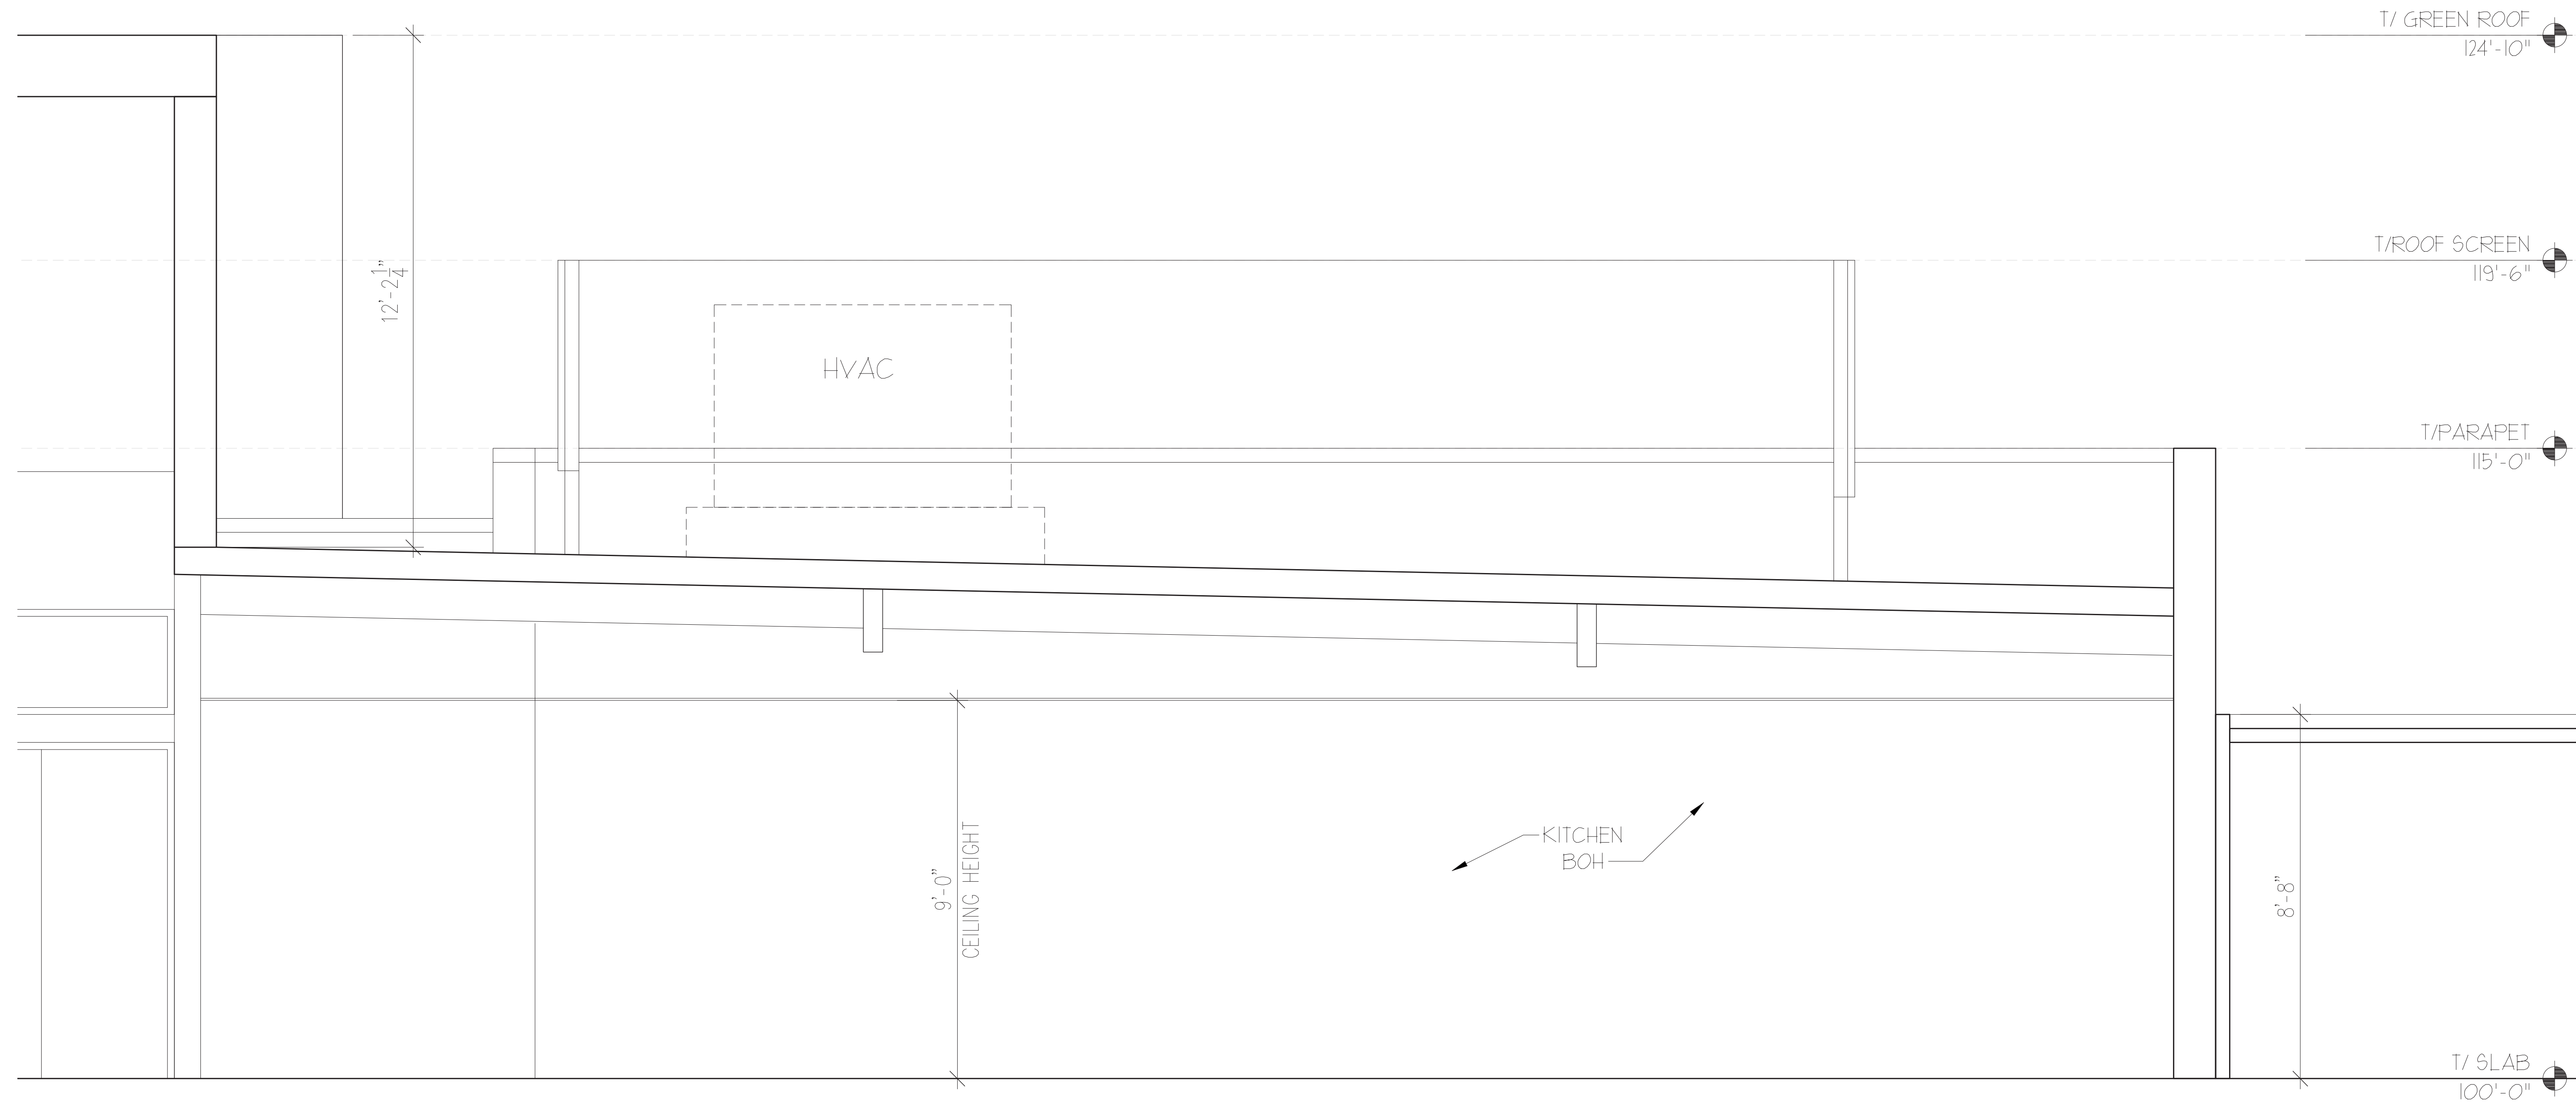 T/ GREEN ROOF
124'-10"
T/ROOF SCREEN
119'-6"
12'-2 1/4"
HVAC
T/PARAPET
115'-0"
9'-0"
CEILING HEIGHT
KITCHEN
BOH
8'-8"
T/ SLAB
100'-0"